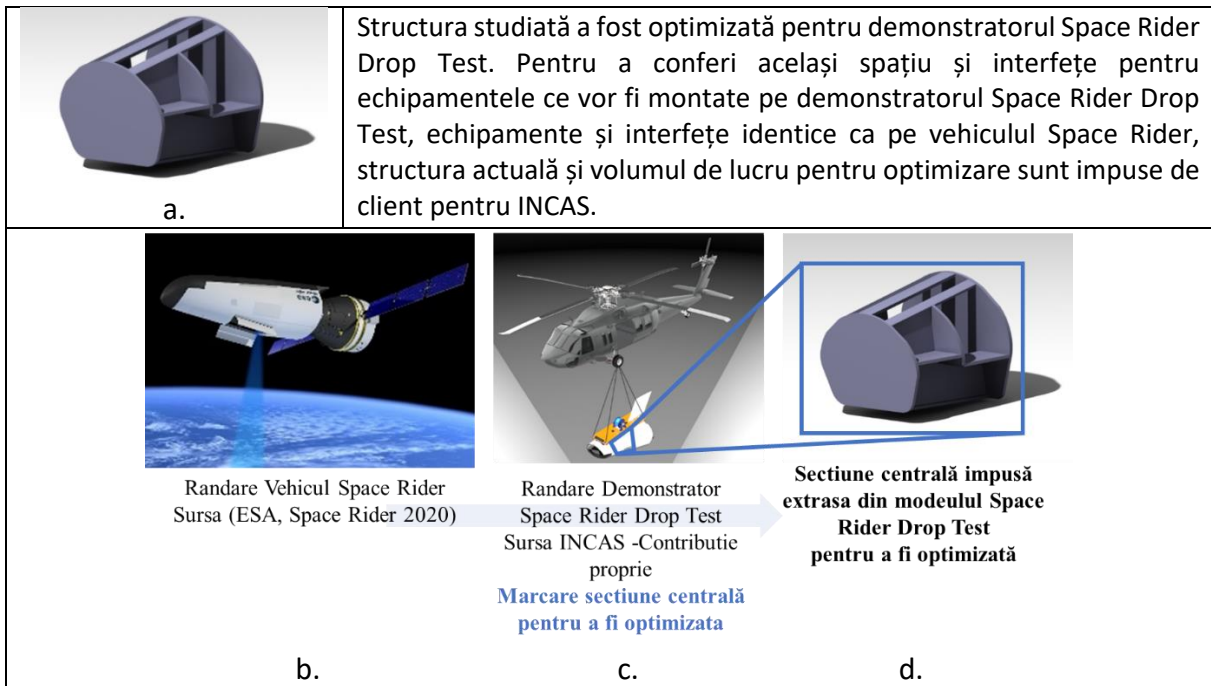 a.
Structura studiată a fost optimizată pentru demonstratorul Space Rider
Drop Test. Pentru a conferi același spațiu și interfețe pentru
echipamentele ce vor fi montate pe demonstratorul Space Rider Drop
Test, echipamente și interfețe identice ca pe vehiculul Space Rider,
structura actuală și volumul de lucru pentru optimizare sunt impuse de
client pentru INCAS.
esa
Randare Vehicul Space Rider
Sursa (ESA, Space Rider 2020)
b.
Randare Demonstrator
Space Rider Drop Test
Sursa INCAS -Contributie
proprie
Marcare sectiune centrală
pentru a fi optimizata
c.
Sectiune centrală impusă
extrasa din modeulul Space
Rider Drop Test
pentru a fi optimizată
d.